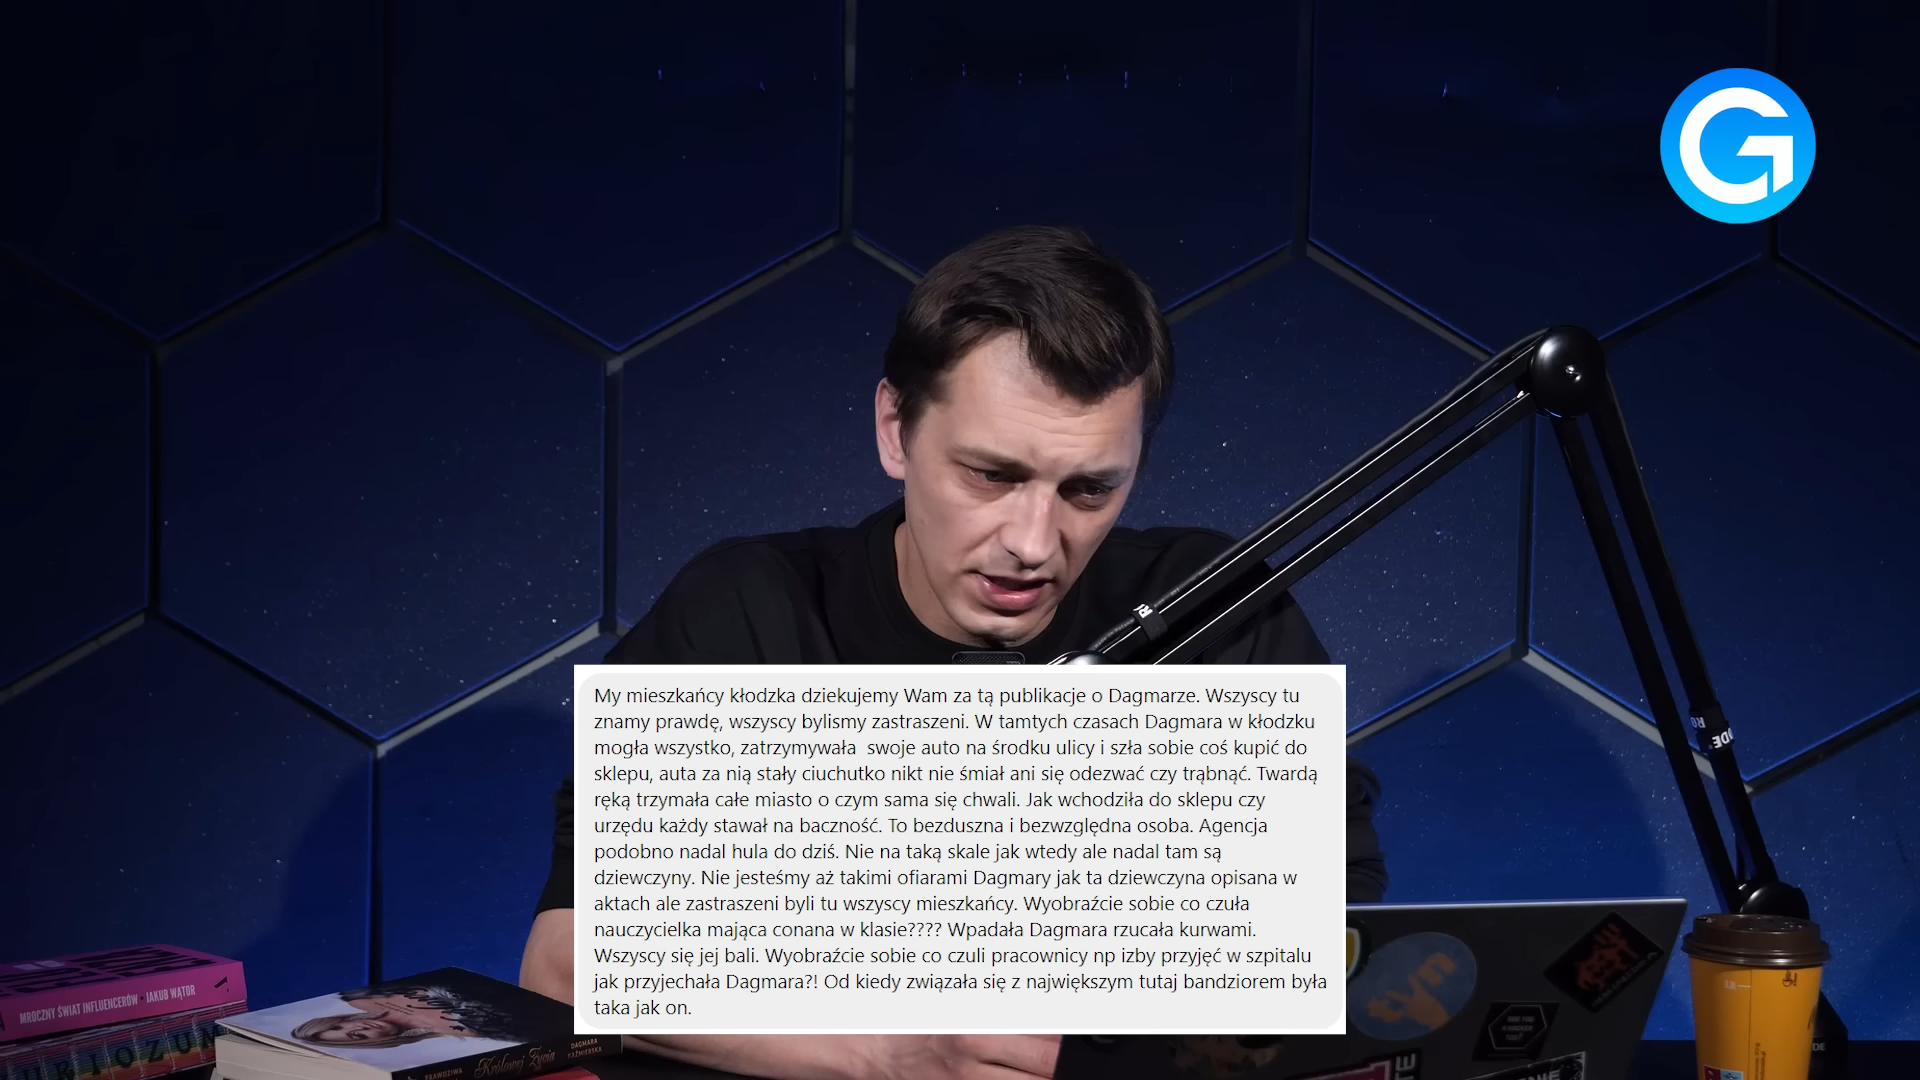 My mieszkańcy kłodzka dziekujemy Wam za tą publikacje o Dagmarze. Wszyscy tu
znamy prawdę, wszyscy bylismy zastraszeni. W tamtych czasach Dagmara w kłodzku
mogła wszystko, zatrzymywała  swoje auto na środku ulicy i szła sobie coś kupić do
sklepu, auta za nią stały ciuchutko nikt nie śmiał ani się odezwać czy trąbnąć. Twardą
ręką trzymała całe miasto o czym sama się chwali. Jak wchodziła do sklepu czy
urzędu każdy stawał na baczność. To bezduszna i bezwzględna osoba. Agencja
podobno nadal hula do dziś. Nie na taką skale jak wtedy ale nadal tam są
dziewczyny. Nie jesteśmy aż takimi ofiarami Dagmary jak ta dziewczyna opisana w
aktach ale zastraszeni byli tu wszyscy mieszkańcy. Wyobraźcie sobie co czuła
nauczycielka mająca conana w klasie???? Wpadała Dagmara rzucała kurwami.
Wszyscy się jej bali. Wyobraźcie sobie co czuli pracownicy np izby przyjęć w szpitalu
jak przyjechała Dagmara?! Od kiedy związała się z największym tutaj bandziorem była
taka jak on.
MROCZNY ŚWIAT INFLUENCERÓW • JAKUB WĄTOR
PRAWDZIWA
Królowej Życia
DAGMARA
KAŹMIERSKA
tvn